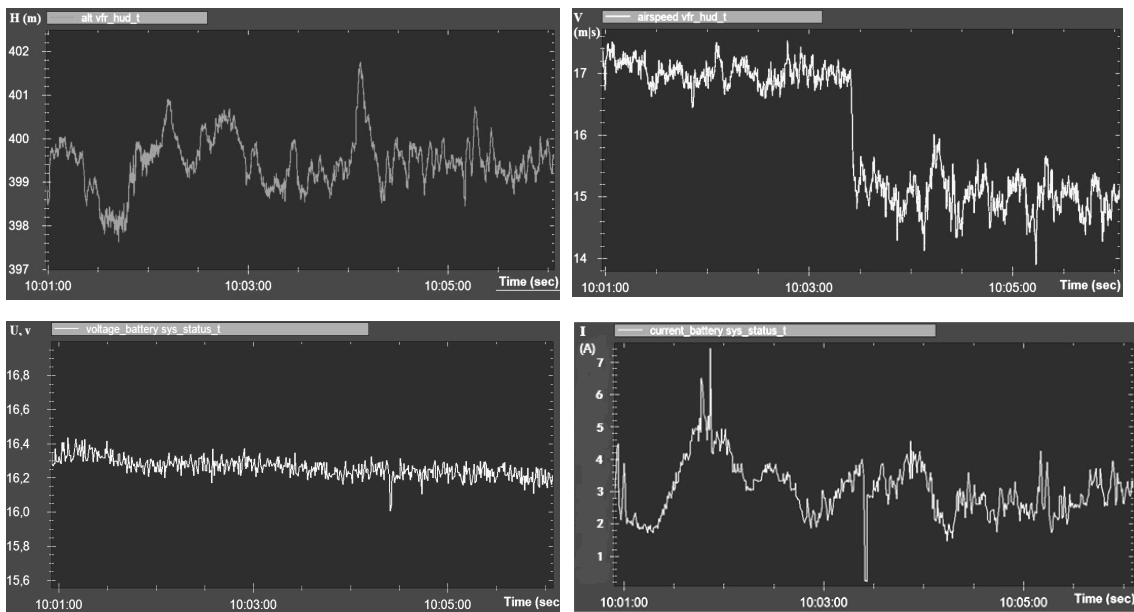 H (m)
alt vfr_hud_t
402
401
400
399
398
397
10:01:00
10:03:00
10:05:00
Time (sec)
V
(m|s)
airspeed vfr_hud_t
17
16
15
14
10:01:00
10:03:00
10:05:00
Time (sec)
U, v
voltage_battery sys_status_t
16,8
16,6
16,4
16,2
16,0
15,8
15,6
10:01:00
10:03:00
10:05:00
Time (sec)
I
(A)
current_battery sys_status_t
7
6
5
4
3
2
1
10:01:00
10:03:00
10:05:00
Time (sec)